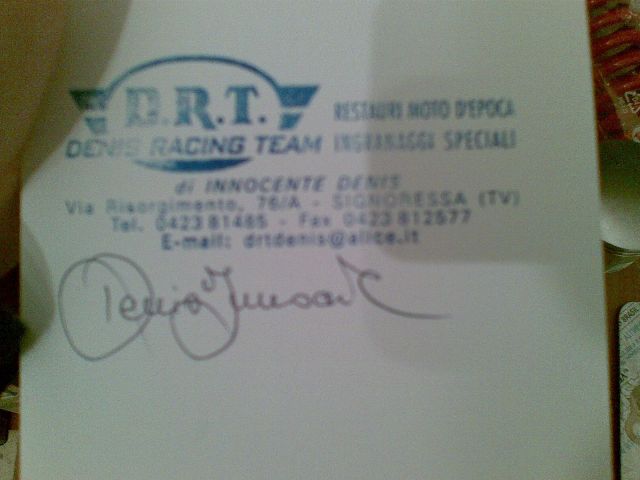 D.R.T.
DENIS RACING TEAM
RESTAURI MOTO D'EPOCA
INGRANAGGI SPECIALI
di INNOCENTE DENIS
Via Risorgimento, 76/A - SIGNORESSA (TV)
Tel. 0423 81485 - Fax 0423 812577
E-mail: drtdenis@alice.it
Denis